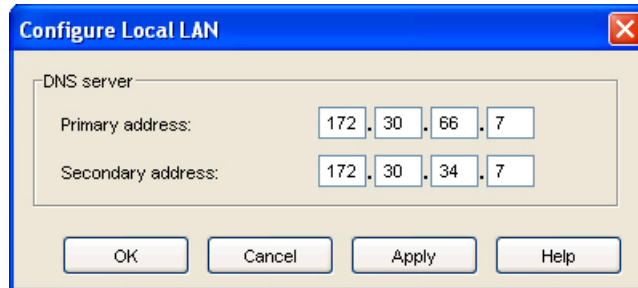 Configure Local LAN
DNS server
Primary address: 172 . 30 . 66 . 7
Secondary address: 172 . 30 . 34 . 7
OK Cancel Apply Help